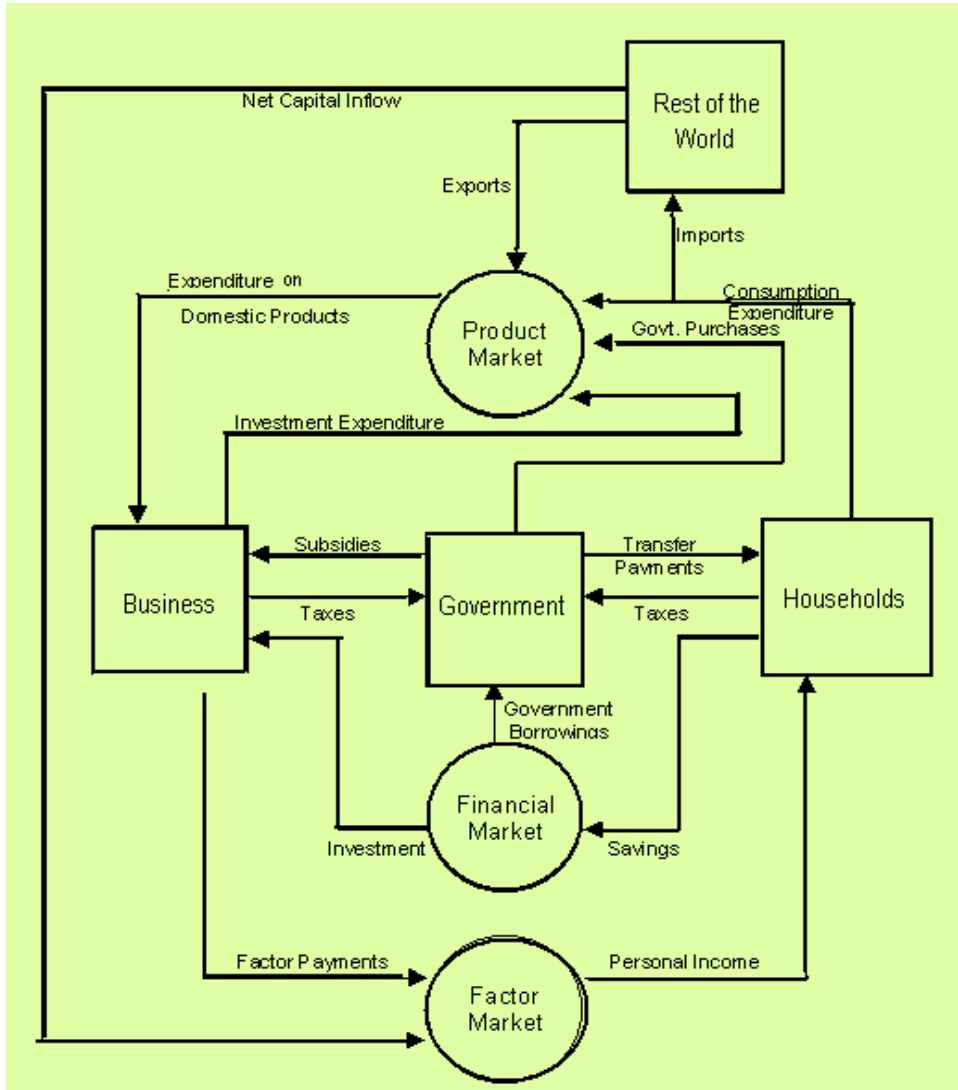 Net Capital Inflow
Rest of the
World
Exports
Imports
Expenditure on
Domestic Products
Consumption
Expenditure
Product
Market
Govt. Purchases
Investment Expenditure
Subsidies
Transfer
Payments
Business
Government
Households
Taxes
Taxes
Government
Borrowings
Financial
Market
Investment
Savings
Factor Payments
Personal Income
Factor
Market